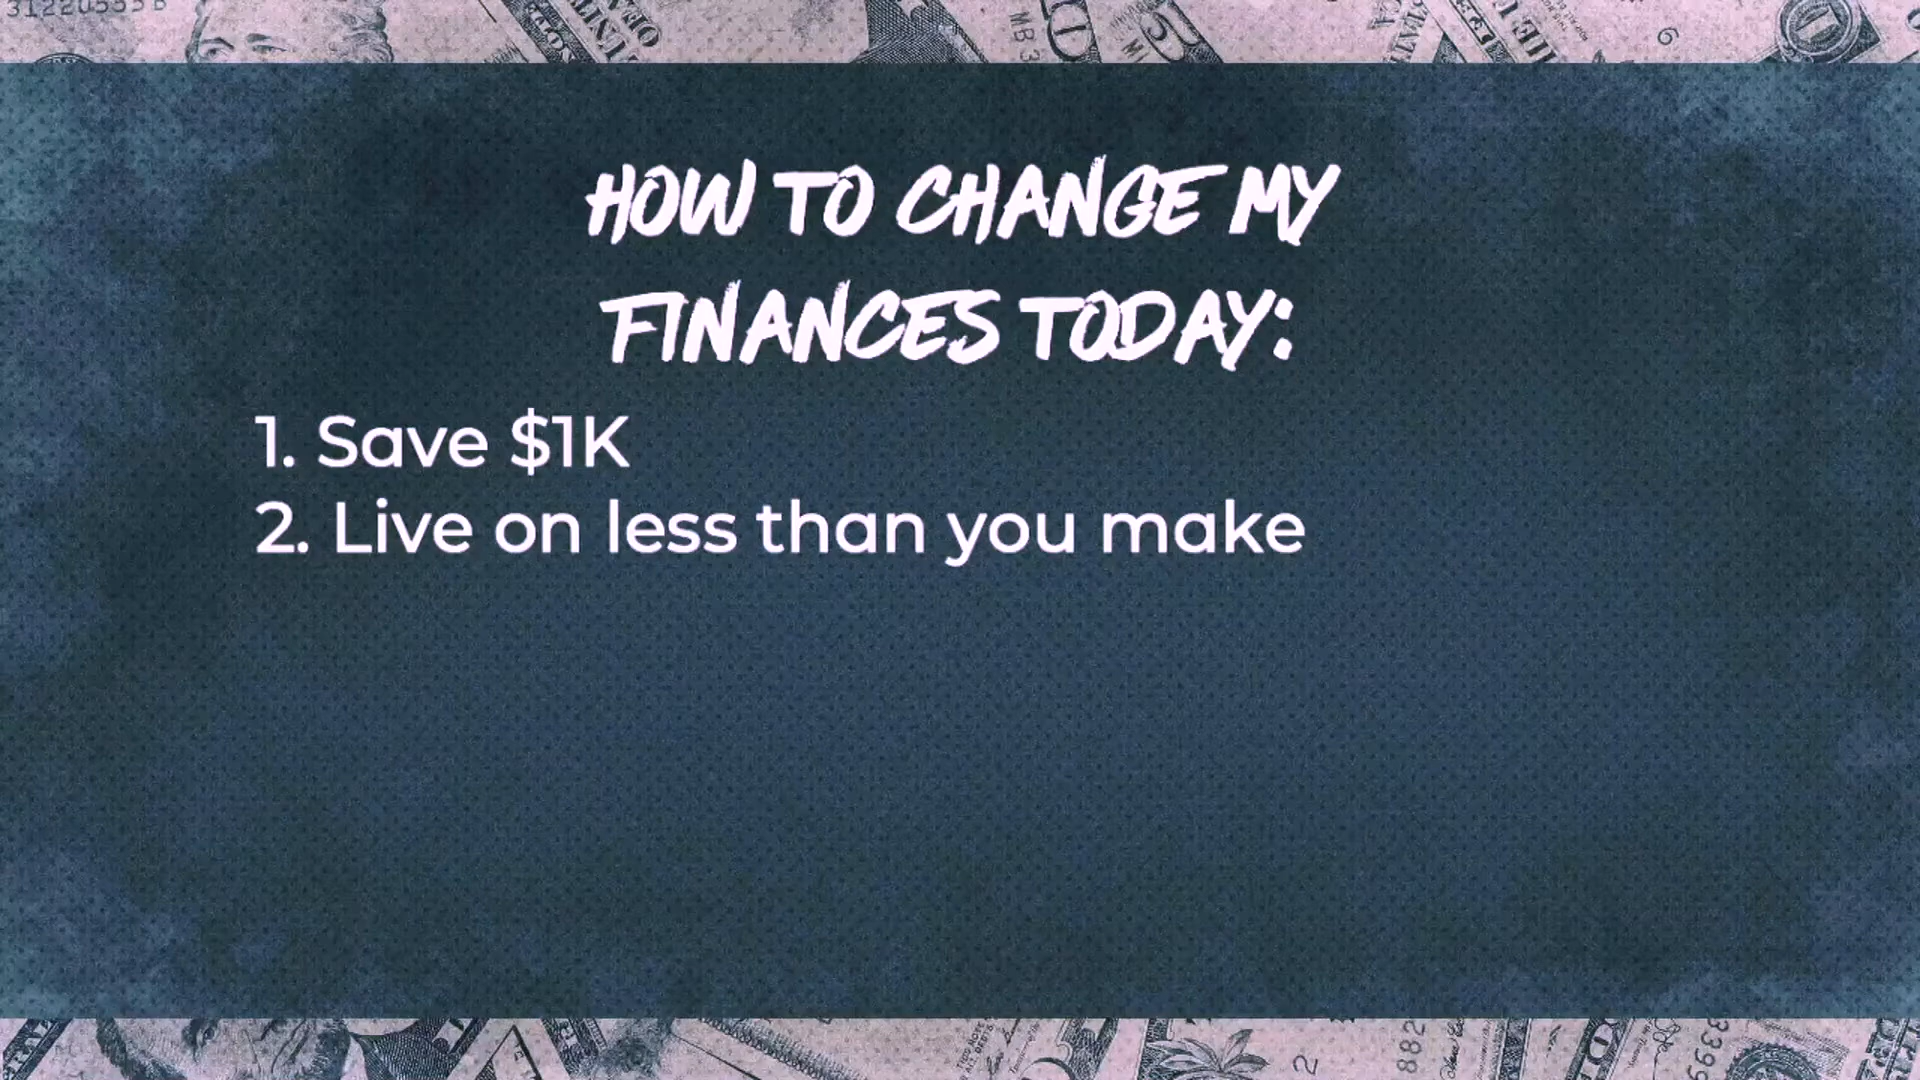 HOW TO CHANGE MY
FINANCES TODAY:
1. Save $1K
2. Live on less than you make